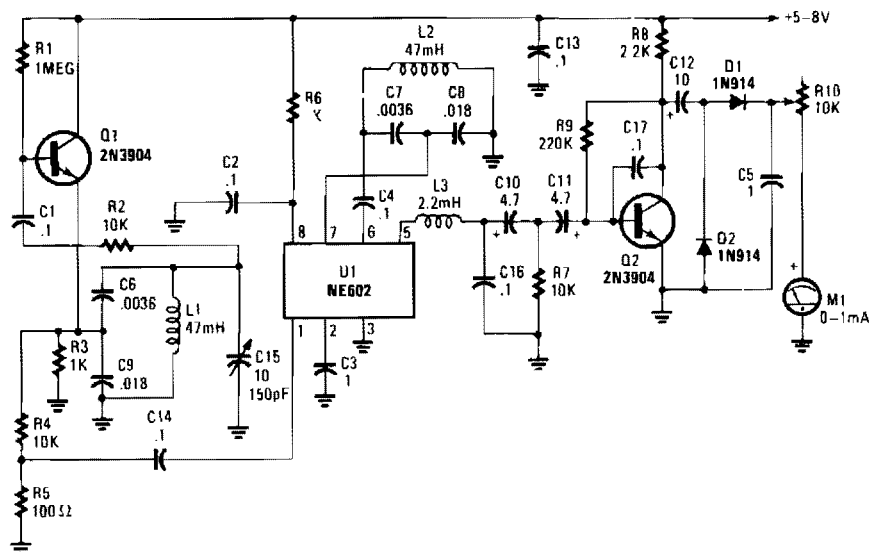 +5-8V
R1
1MEG
Q1
2N3904
C1
.1
R2
10K
C2
.1
R6
L2
47mH
C7
.0036
C8
.018
C4
.1
L3
2.2mH
C13
.1
R8
2.2K
C12
10
D1
1N914
R10
10K
R9
220K
C17
.1
C5
1
C10
4.7
C11
4.7
+
+
+
+
Q2
2N3904
D2
1N914
M1
0-1mA
C16
.1
R7
10K
8
7
6
5
U1
NE602
1
2
3
C6
.0036
L1
47mH
C15
10
150pF
C3
1
R3
1K
C9
.018
R4
10K
C14
.1
R5
100Ω